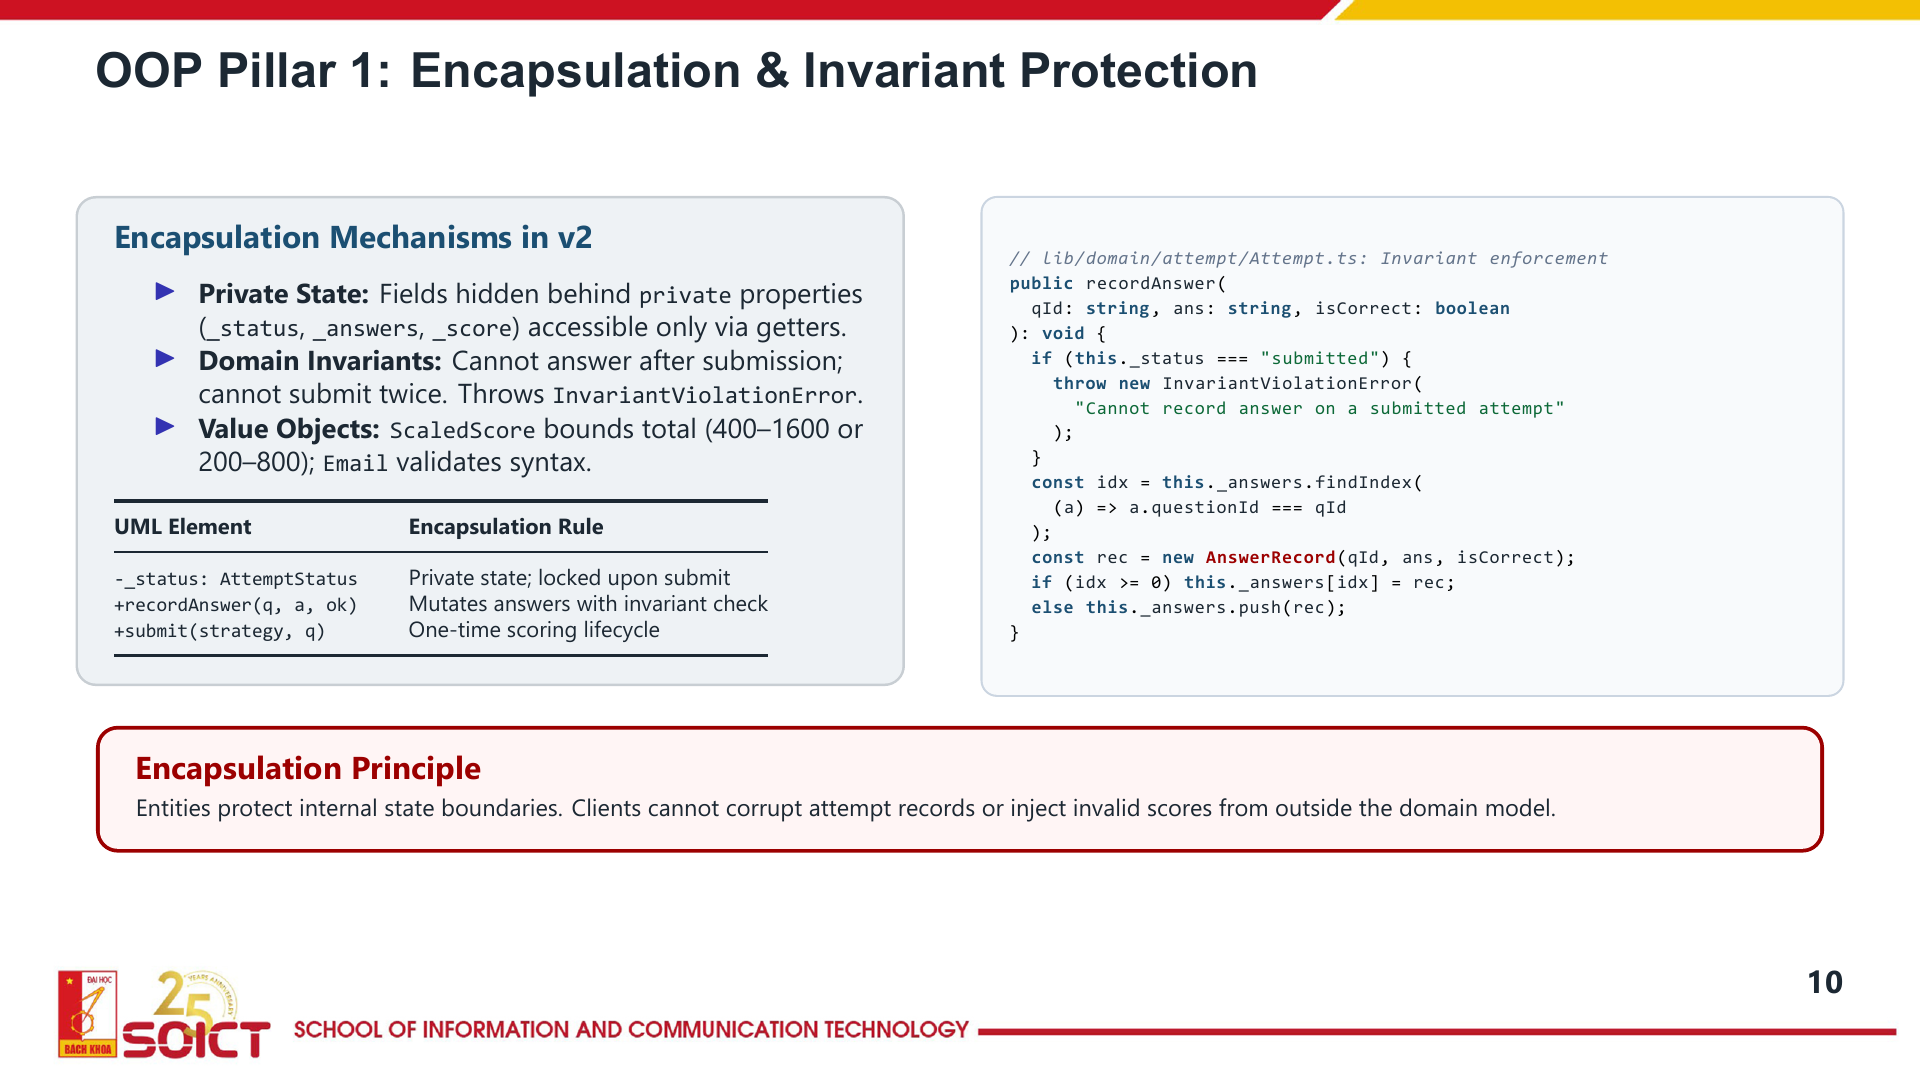 OOP Pillar 1: Encapsulation & Invariant Protection
Encapsulation Mechanisms in v2
▶ Private State: Fields hidden behind private properties
(_status, _answers, _score) accessible only via getters.
▶ Domain Invariants: Cannot answer after submission;
cannot submit twice. Throws InvariantViolationError.
▶ Value Objects: ScaledScore bounds total (400–1600 or
200–800); Email validates syntax.
UML Element Encapsulation Rule
-_status: AttemptStatus Private state; locked upon submit
+recordAnswer(q, a, ok) Mutates answers with invariant check
+submit(strategy, q) One-time scoring lifecycle
// lib/domain/attempt/Attempt.ts: Invariant enforcement
public recordAnswer(
  qId: string, ans: string, isCorrect: boolean
): void {
  if (this._status === "submitted") {
    throw new InvariantViolationError(
      "Cannot record answer on a submitted attempt"
    );
  }
  const idx = this._answers.findIndex(
    (a) => a.questionId === qId
  );
  const rec = new AnswerRecord(qId, ans, isCorrect);
  if (idx >= 0) this._answers[idx] = rec;
  else this._answers.push(rec);
}
Encapsulation Principle
Entities protect internal state boundaries. Clients cannot corrupt attempt records or inject invalid scores from outside the domain model.
10
ĐẠI HỌC
BÁCH KHOA
25
YEARS ANNIVERSARY
SOICT
SCHOOL OF INFORMATION AND COMMUNICATION TECHNOLOGY